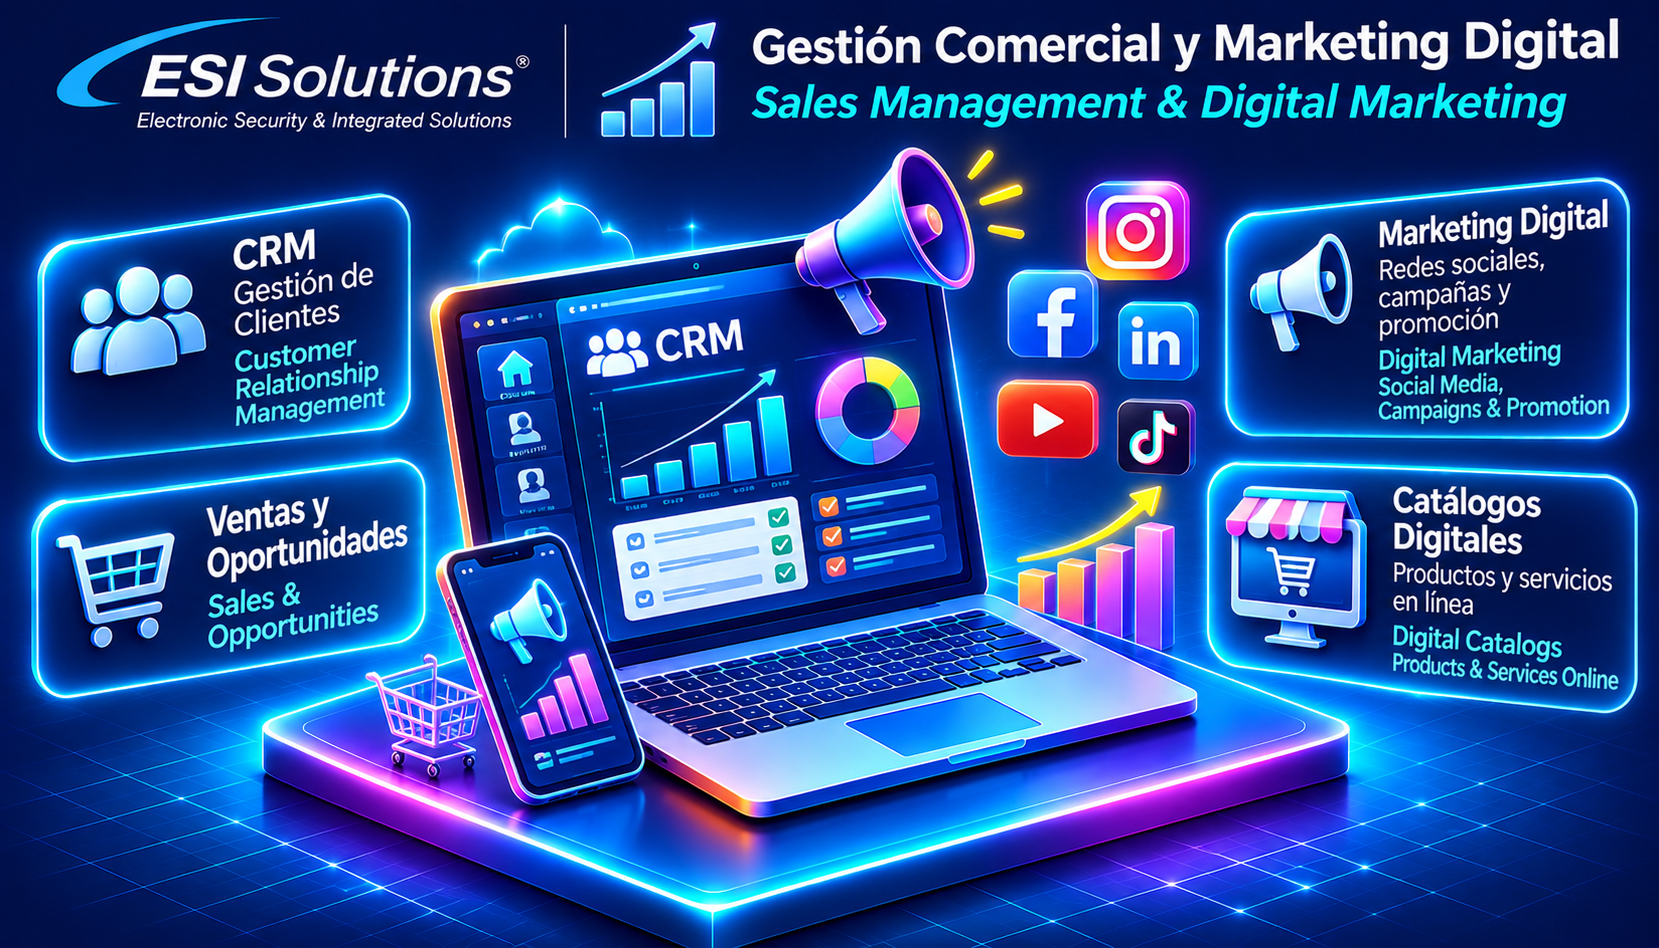 ESI Solutions®
Electronic Security & Integrated Solutions
Gestión Comercial y Marketing Digital
Sales Management & Digital Marketing
CRM
Gestión de
Clientes
Customer
Relationship
Management
Ventas y
Oportunidades
Sales &
Opportunities
CRM
in
Marketing Digital
Redes sociales,
campañas y
promoción
Digital Marketing
Social Media,
Campaigns & Promotion
Catálogos
Digitales
Productos y servicios
en línea
Digital Catalogs
Products & Services Online